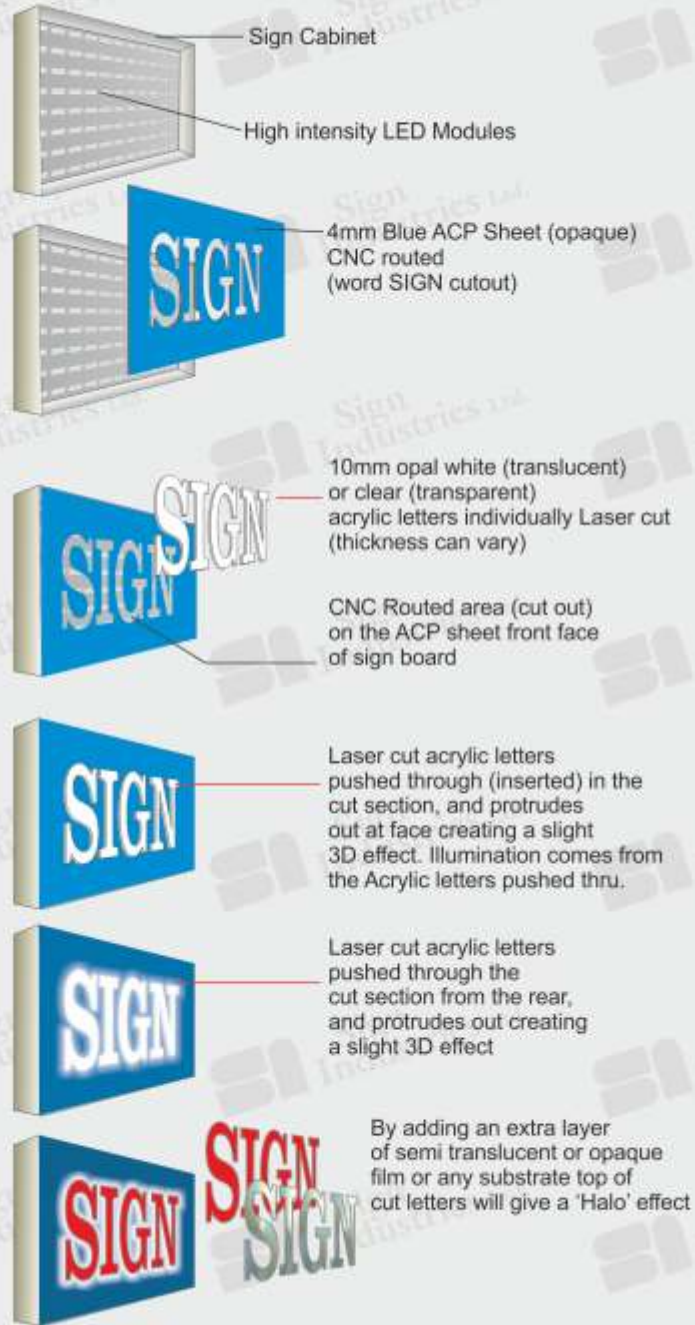 Sign Cabinet
High intensity LED Modules
4mm Blue ACP Sheet (opaque)
CNC routed
(word SIGN cutout)
SIGN
10mm opal white (translucent)
or clear (transparent)
acrylic letters individually Laser cut
(thickness can vary)
SIGN
SIGN
CNC Routed area (cut out)
on the ACP sheet front face
of sign board
Laser cut acrylic letters
pushed through (inserted) in the
cut section, and protrudes
out at face creating a slight
3D effect. Illumination comes from
the Acrylic letters pushed thru.
SIGN
Laser cut acrylic letters
pushed through the
cut section from the rear,
and protrudes out creating
a slight 3D effect
SIGN
By adding an extra layer
of semi translucent or opaque
film or any substrate top of
cut letters will give a ‘Halo’ effect
SIGN
SIGN
SIGN
Sign
Industries Ltd.